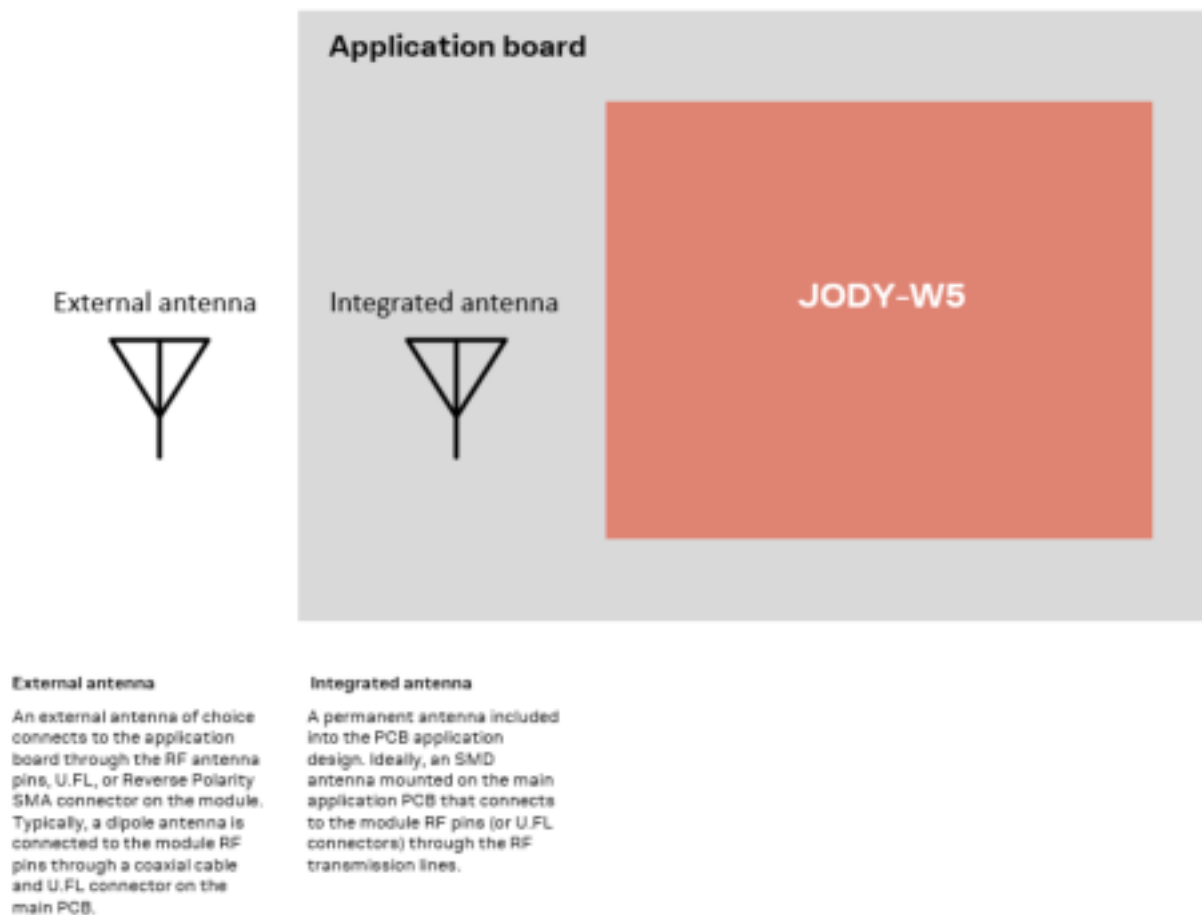 Application board
JODY-W5
External antenna
Integrated antenna
External antenna
An external antenna of choice
connects to the application
board through the RF antenna
pins, U.FL, or Reverse Polarity
SMA connector on the module.
Typically, a dipole antenna is
connected to the module RF
pins through a coaxial cable
and U.FL connector on the
main PCB.
Integrated antenna
A permanent antenna included
into the PCB application
design. Ideally, an SMD
antenna mounted on the main
application PCB that connects
to the module RF pins (or U.FL
connectors) through the RF
transmission lines.